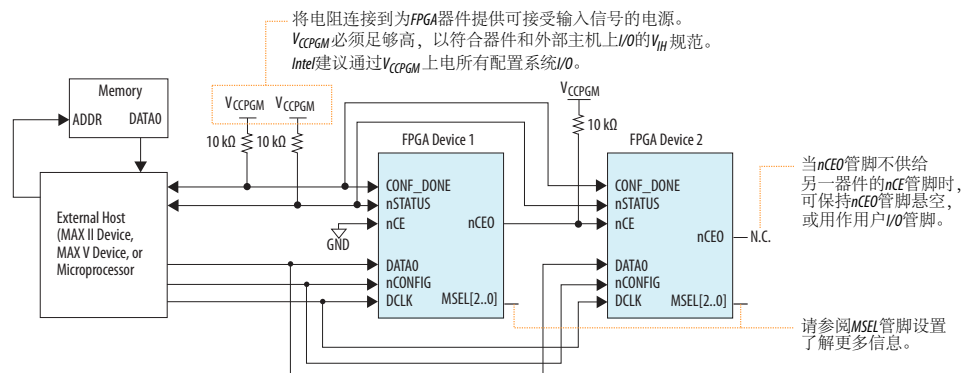 将电阻连接到为FPGA器件提供可接受输入信号的电源。
VCCPGM必须足够高，以符合器件和外部主机上I/O的VIH规范。
Intel建议通过VCCPGM上电所有配置系统I/O。
Memory
ADDR DATA0
VCCPGM VCCPGM
10 kΩ 10 kΩ
VCCPGM
10 kΩ
FPGA Device 1
CONF_DONE
nSTATUS
nCE nCEO
DATA0
nCONFIG
DCLK MSEL[2..0]
GND
FPGA Device 2
CONF_DONE
nSTATUS
nCE
nCEO
N.C.
DATA0
nCONFIG
DCLK
MSEL[2..0]
External Host
(MAX II Device,
MAX V Device, or
Microprocessor
当nCEO管脚不供给
另一器件的nCE管脚时，
可保持nCEO管脚悬空，
或用作用户I/O管脚。
请参阅MSEL管脚设置
了解更多信息。